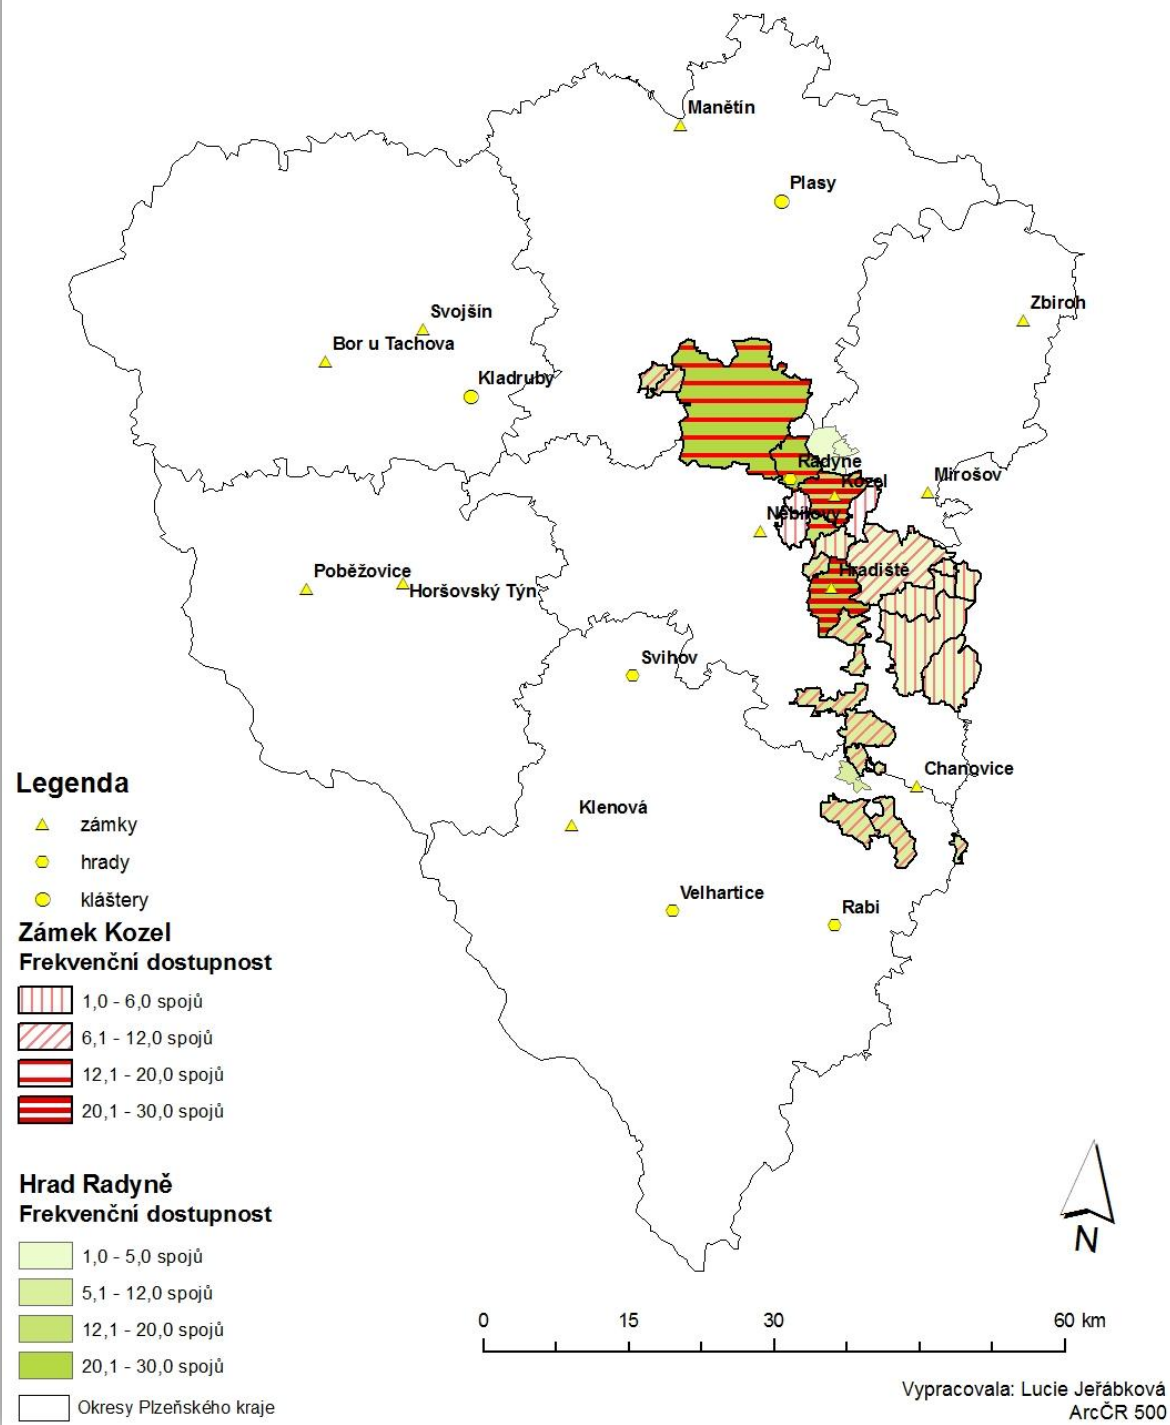 Manětín
Plasy
Zbiroh
Svojšín
Bor u Tachova
Kladruby
Radyne
Kozel
Mirošov
Nebílovy
Hradiště
Poběžovice
Horšovský Týn
Svihov
Chanovice
Klenová
Velhartice
Rabi
Legenda
zámky
hrady
kláštery
Zámek Kozel
Frekvenční dostupnost
1,0 - 6,0 spojů
6,1 - 12,0 spojů
12,1 - 20,0 spojů
20,1 - 30,0 spojů
Hrad Radyně
Frekvenční dostupnost
1,0 - 5,0 spojů
5,1 - 12,0 spojů
12,1 - 20,0 spojů
20,1 - 30,0 spojů
Okresy Plzeňského kraje
N
0 15 30 60 km
Vypracovala: Lucie Jeřábková
ArcČR 500